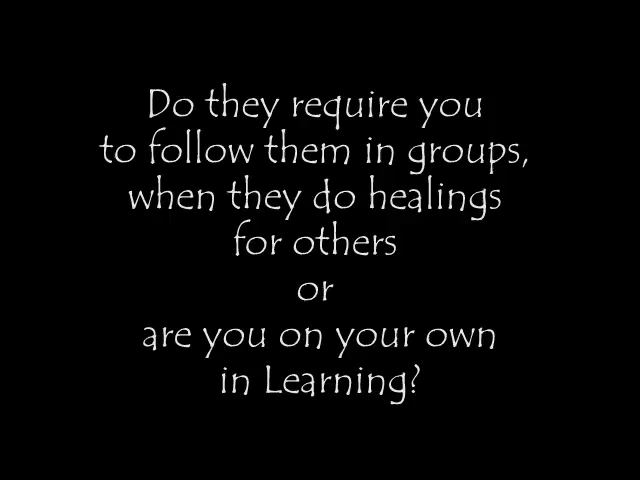 Do they require you
to follow them in groups,
when they do healings
for others
or
are you on your own
in Learning?